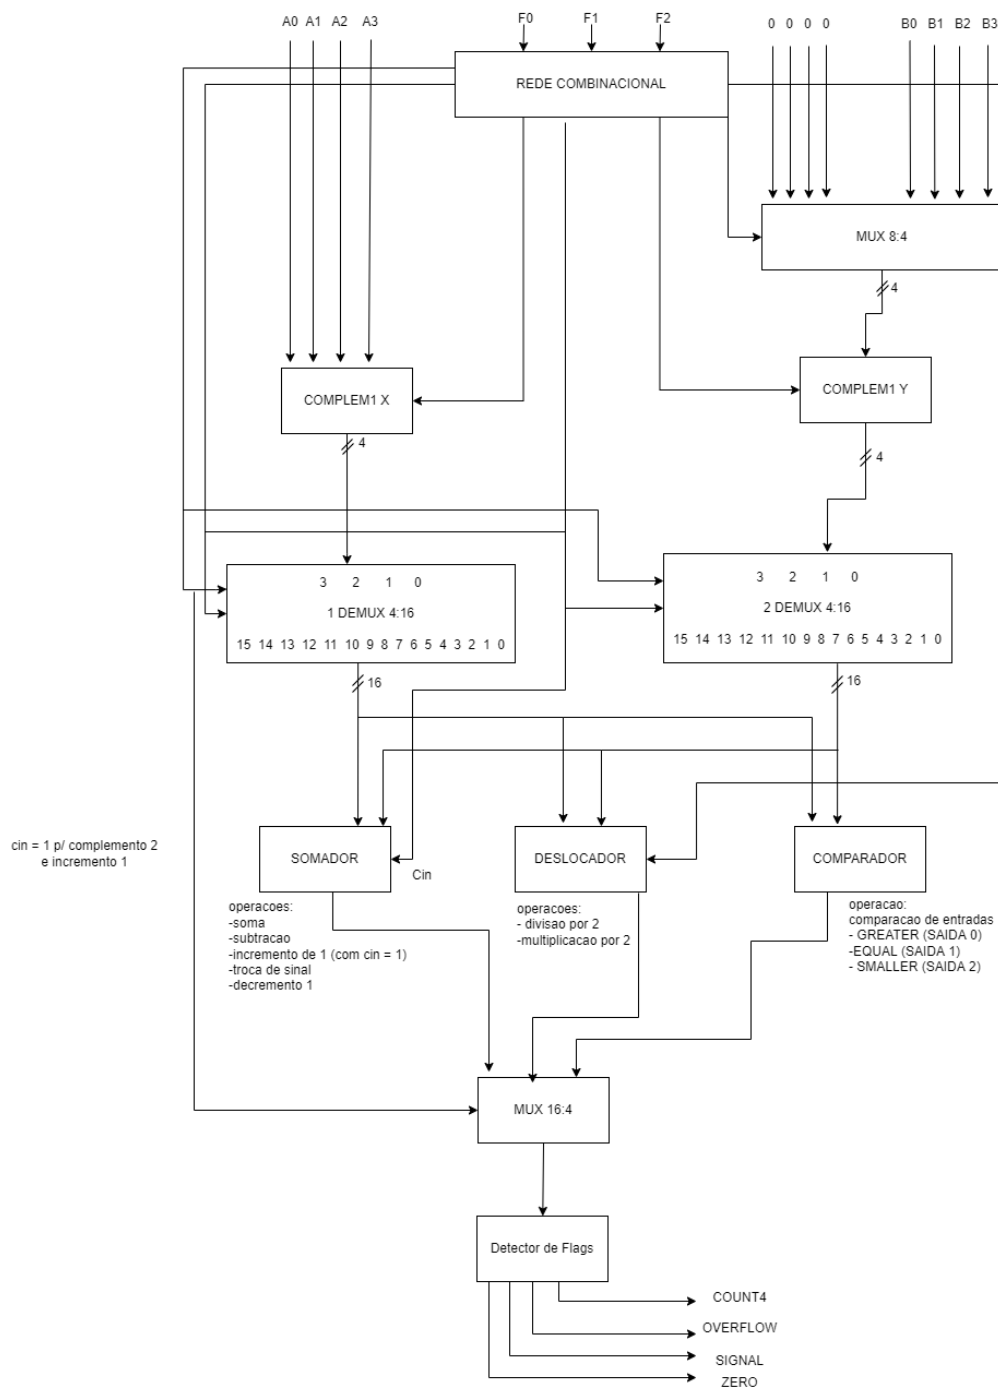 A0 A1 A2 A3
F0 F1 F2
0 0 0 0
B0 B1 B2 B3
REDE COMBINACIONAL
MUX 8:4
4
COMPLEM1 X
COMPLEM1 Y
4
4
3 2 1 0
1 DEMUX 4:16
15 14 13 12 11 10 9 8 7 6 5 4 3 2 1 0
3 2 1 0
2 DEMUX 4:16
15 14 13 12 11 10 9 8 7 6 5 4 3 2 1 0
16
16
cin = 1 p/ complemento 2
e incremento 1
SOMADOR
Cin
DESLOCADOR
COMPARADOR
operacoes:
-soma
-subtracao
-incremento de 1 (com cin = 1)
-troca de sinal
-decremento 1
operacões:
- divisão por 2
-multiplicacao por 2
operacao:
comparacão de entradas
- GREATER (SAIDA 0)
-EQUAL (SAIDA 1)
- SMALLER (SAIDA 2)
MUX 16:4
Detector de Flags
COUNT4
OVERFLOW
SIGNAL
ZERO